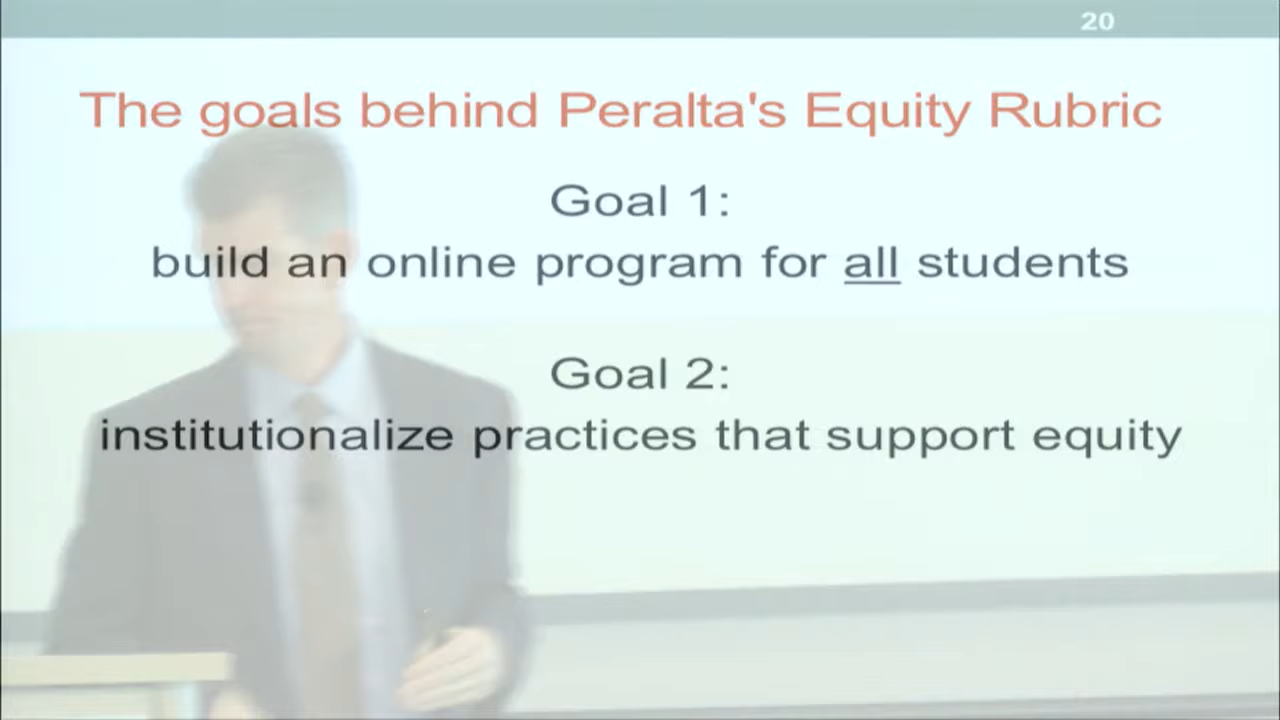 20
The goals behind Peralta's Equity Rubric
Goal 1:
build an online program for all students
Goal 2:
institutionalize practices that support equity